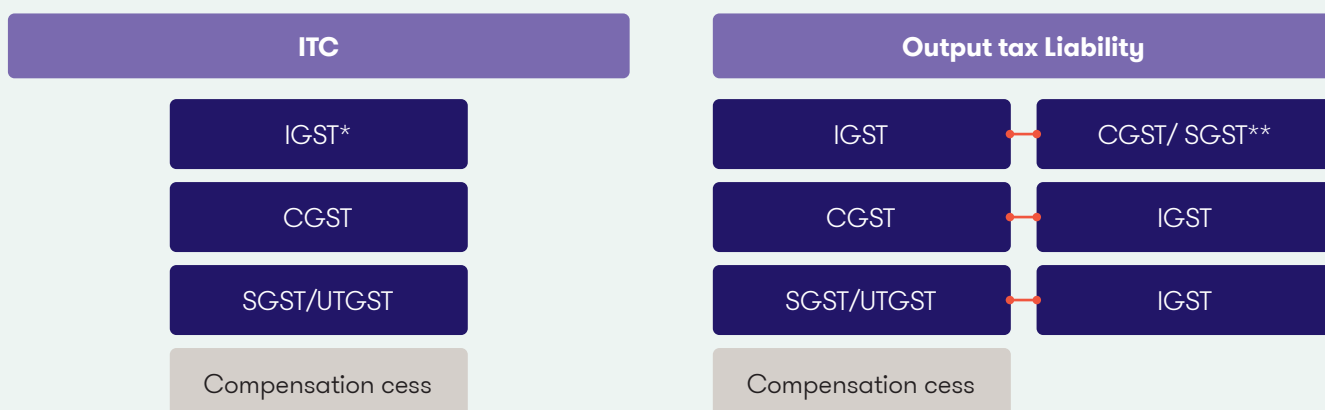 ITC
Output tax Liability
IGST*
IGST
CGST/ SGST**
CGST
CGST
IGST
SGST/UTGST
SGST/UTGST
IGST
Compensation cess
Compensation cess